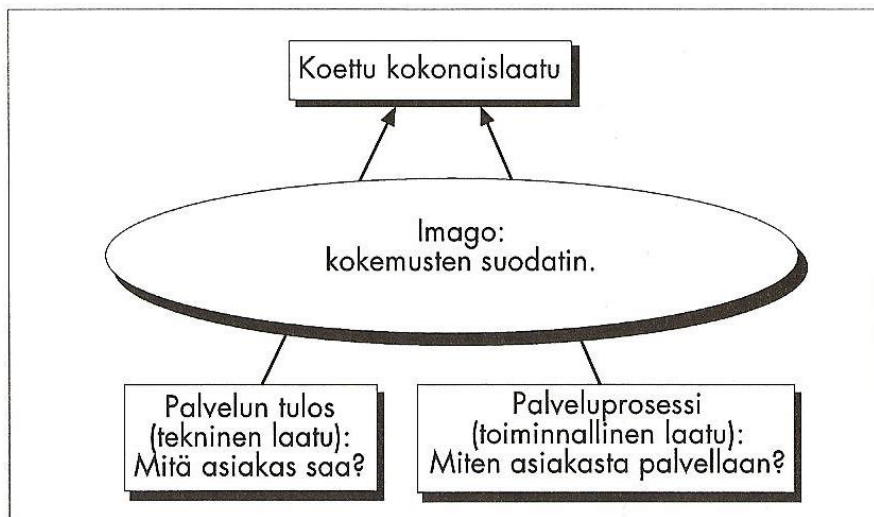 Koettu kokonaislaatu
Imago:
kokemusten suodatin.
Palvelun tulos
(tekninen laatu):
Mitä asiakas saa?
Palveluprosessi
(toiminnallinen laatu):
Miten asiakasta palvellaan?